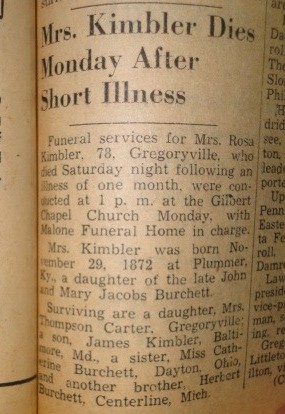 Mrs. Kimbler Dies
Monday After
Short Illness
Funeral services for Mrs. Rosa
Kimbler, 78, Gregoryville, who
died Saturday night following an
illness of one month, were con-
ducted at 1 p. m. at the Gilbert
Chapel Church Monday, with
Malone Funeral Home in charge.
Mrs. Kimbler was born No-
vember 29, 1872 at Plummer,
Ky., a daughter of the late John
and Mary Jacobs Burchett.
Surviving are a daughter, Mrs.
Thompson Carter, Gregoryville;
a son, James Kimbler, Balti-
more, Md., a sister, Miss Cath-
erine Burchett, Dayton, Ohio,
and another brother, Herbert
Burchett, Centerline, Mich.